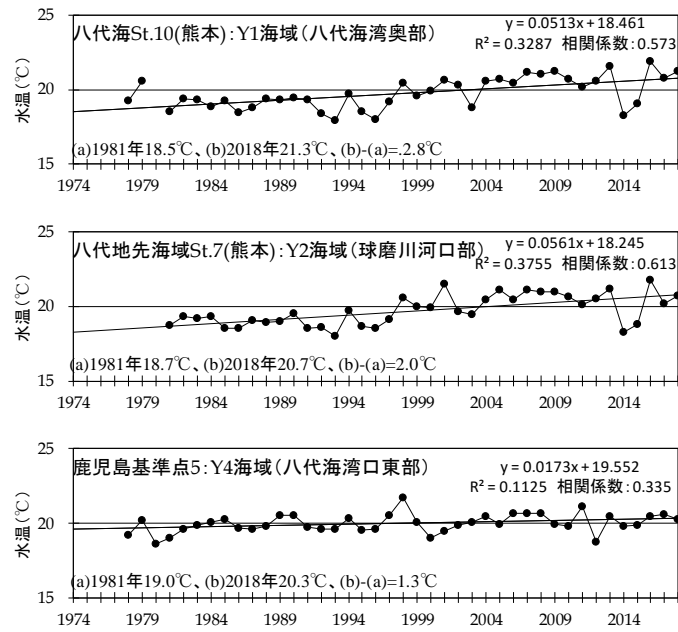 八代海St.10(熊本):Y1海域(八代海湾奥部)
y = 0.0513x + 18.461
R² = 0.3287 相関係数:0.573
25
20
15
水温(℃)
(a)1981年18.5℃、(b)2018年21.3℃、(b)-(a)=.2.8℃
1974 1979 1984 1989 1994 1999 2004 2009 2014
八代地先海域St.7(熊本):Y2海域(球磨川河口部)
y = 0.0561x + 18.245
R² = 0.3755 相関係数:0.613
25
20
15
水温(℃)
(a)1981年18.7℃、(b)2018年20.7℃、(b)-(a)=2.0℃
1974 1979 1984 1989 1994 1999 2004 2009 2014
鹿児島基準点5:Y4海域(八代海湾口東部)
y = 0.0173x + 19.552
R² = 0.1125 相関係数:0.335
25
20
15
水温(℃)
(a)1981年19.0℃、(b)2018年20.3℃、(b)-(a)=1.3℃
1974 1979 1984 1989 1994 1999 2004 2009 2014